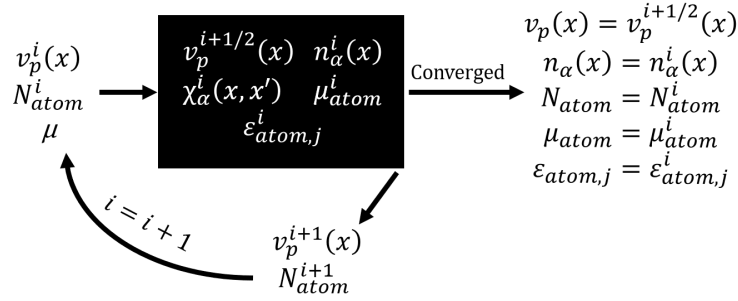 v_p^i(x)
N_{atom}^i
μ
v_p^{i+1/2}(x) n_α^i(x)
χ_α^i(x, x′) μ_{atom}^i
ε_{atom,j}^i
Converged
v_p(x) = v_p^{i+1/2}(x)
n_α(x) = n_α^i(x)
N_{atom} = N_{atom}^i
μ_{atom} = μ_{atom}^i
ε_{atom,j} = ε_{atom,j}^i
i = i + 1
v_p^{i+1}(x)
N_{atom}^{i+1}